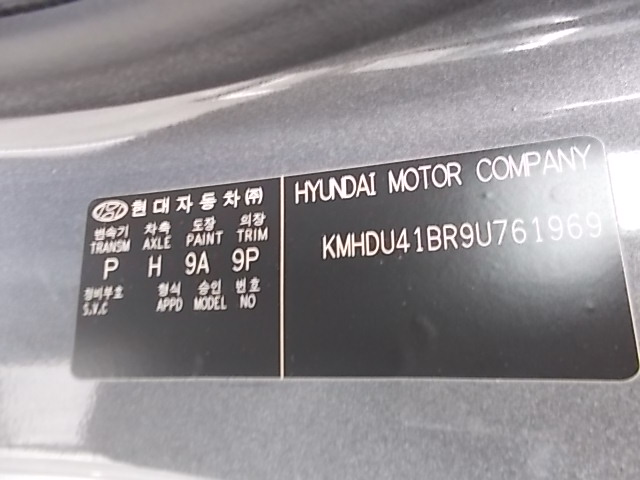 현대자동차㈜
변속기 차축 도장 의장
TRANSM AXLE PAINT TRIM
P H 9A 9P
정비부호 형식 승인 번호
S.V.C APPD MODEL NO
HYUNDAI MOTOR COMPANY
KMHDU41BR9U761969